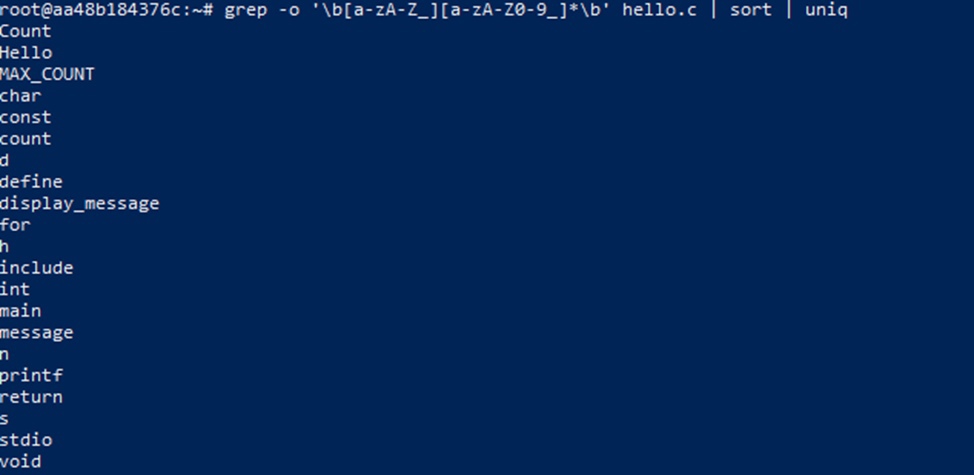 root@aa48b184376c:~# grep -o '\b[a-zA-Z_][a-zA-Z0-9_]*\b' hello.c | sort | uniq
Count
Hello
MAX_COUNT
char
const
count
d
define
display_message
for
h
include
int
main
message
n
printf
return
s
stdio
void